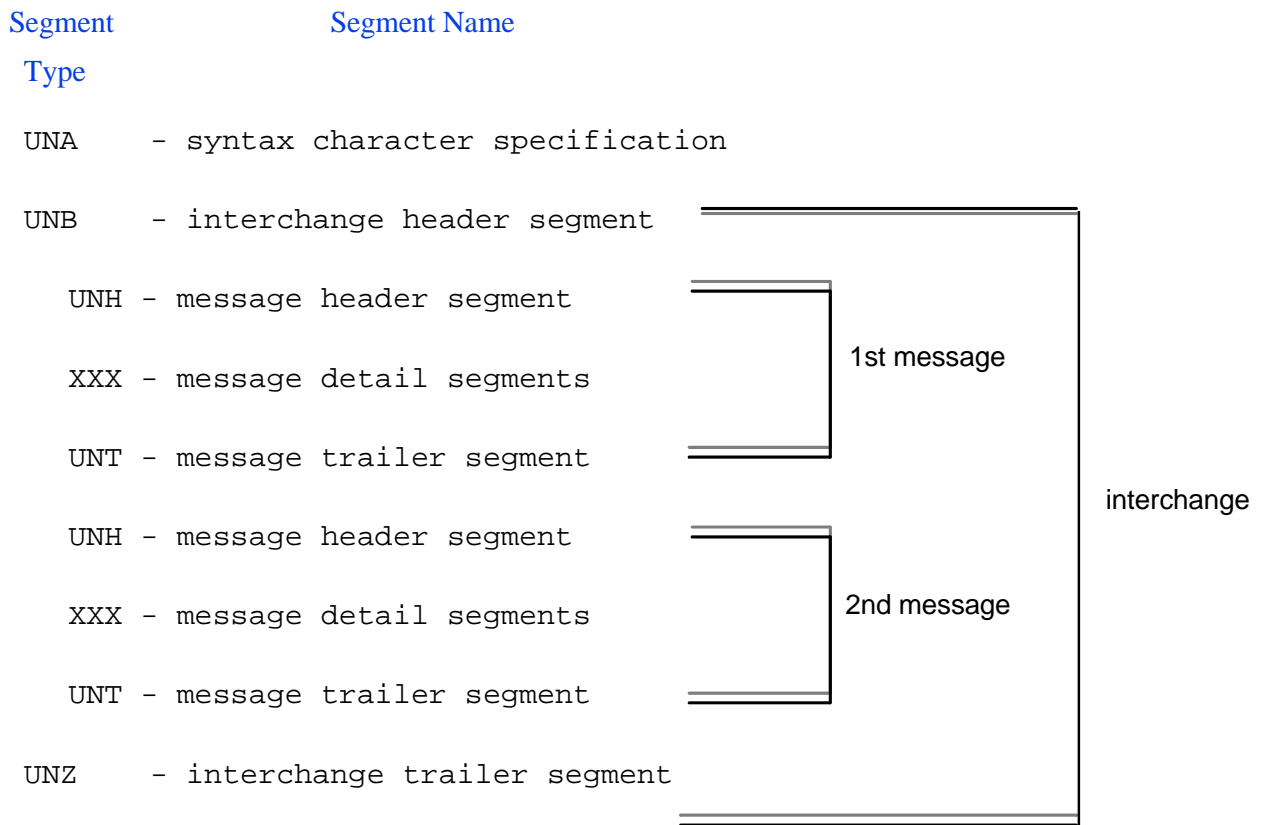 Segment Segment Name
Type
UNA - syntax character specification
UNB - interchange header segment
UNH - message header segment
1st message
XXX - message detail segments
UNT - message trailer segment
interchange
UNH - message header segment
XXX - message detail segments
2nd message
UNT - message trailer segment
UNZ - interchange trailer segment